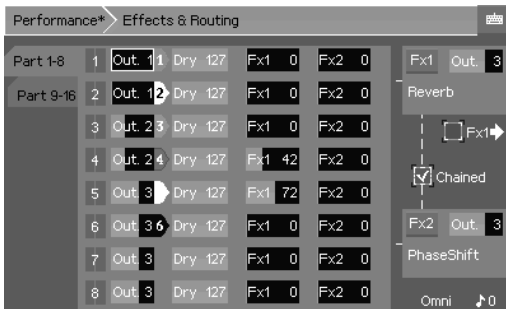 Performance* Effects & Routing
Part 1-8
Part 9-16
1 Out. 1 1 Dry 127 Fx1 0 Fx2 0
2 Out. 1 2 Dry 127 Fx1 0 Fx2 0
3 Out. 2 3 Dry 127 Fx1 0 Fx2 0
4 Out. 2 4 Dry 127 Fx1 42 Fx2 0
5 Out. 3 Dry 127 Fx1 72 Fx2 0
6 Out. 3 6 Dry 127 Fx1 0 Fx2 0
7 Out. 3 Dry 127 Fx1 0 Fx2 0
8 Out. 3 Dry 127 Fx1 0 Fx2 0
Fx1 Out. 3
Reverb
Fx1
Chained
Fx2 Out. 3
PhaseShift
Omni ♪0